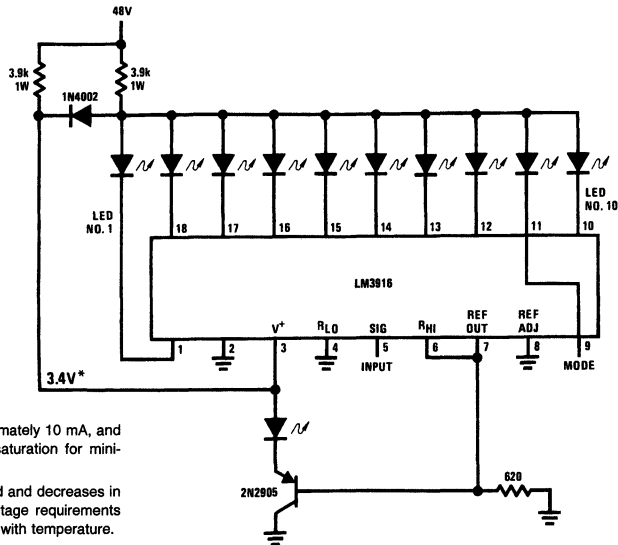 48V
3.9k
1W
3.9k
1W
1N4002
LED
NO. 1
LED
NO. 10
18 17 16 15 14 13 12 11 10
LM3916
V+ RLO SIG RHI REF OUT REF ADJ
1 2 3 4 5 6 7 8 9
INPUT
MODE
3.4V*
mately 10 mA, and
saturation for mini-
d and decreases in
tage requirements
with temperature.
2N2905
620